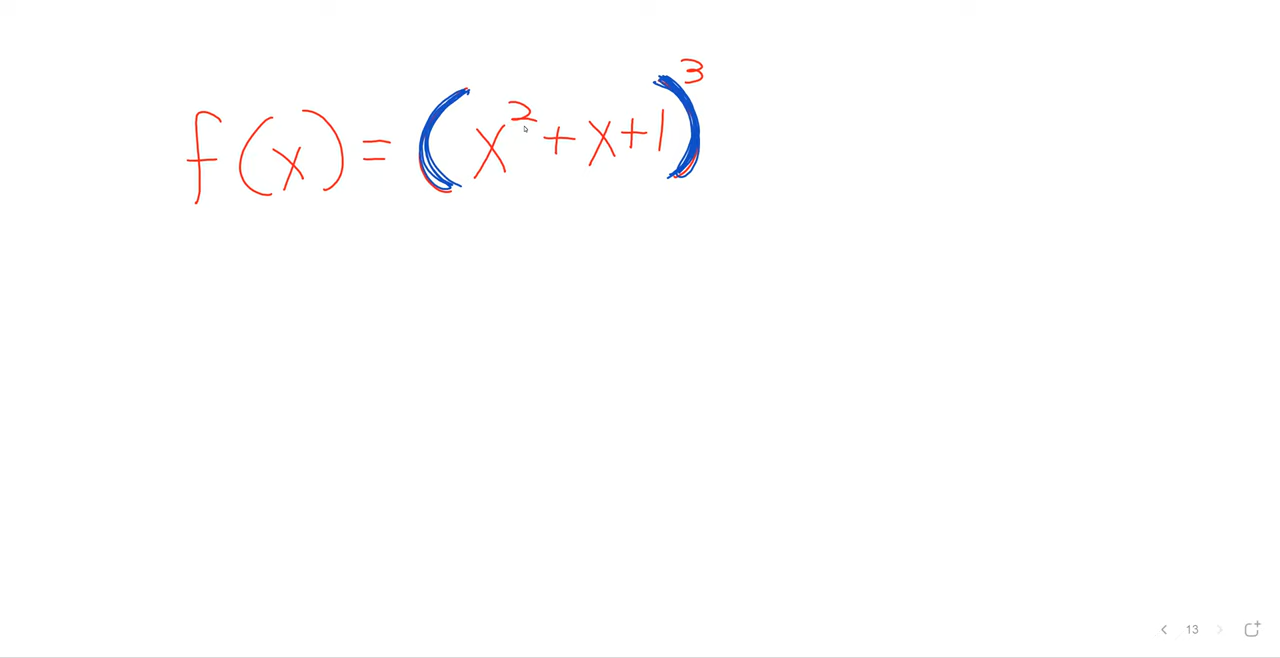 f(x) = (x² + x + 1)³
13